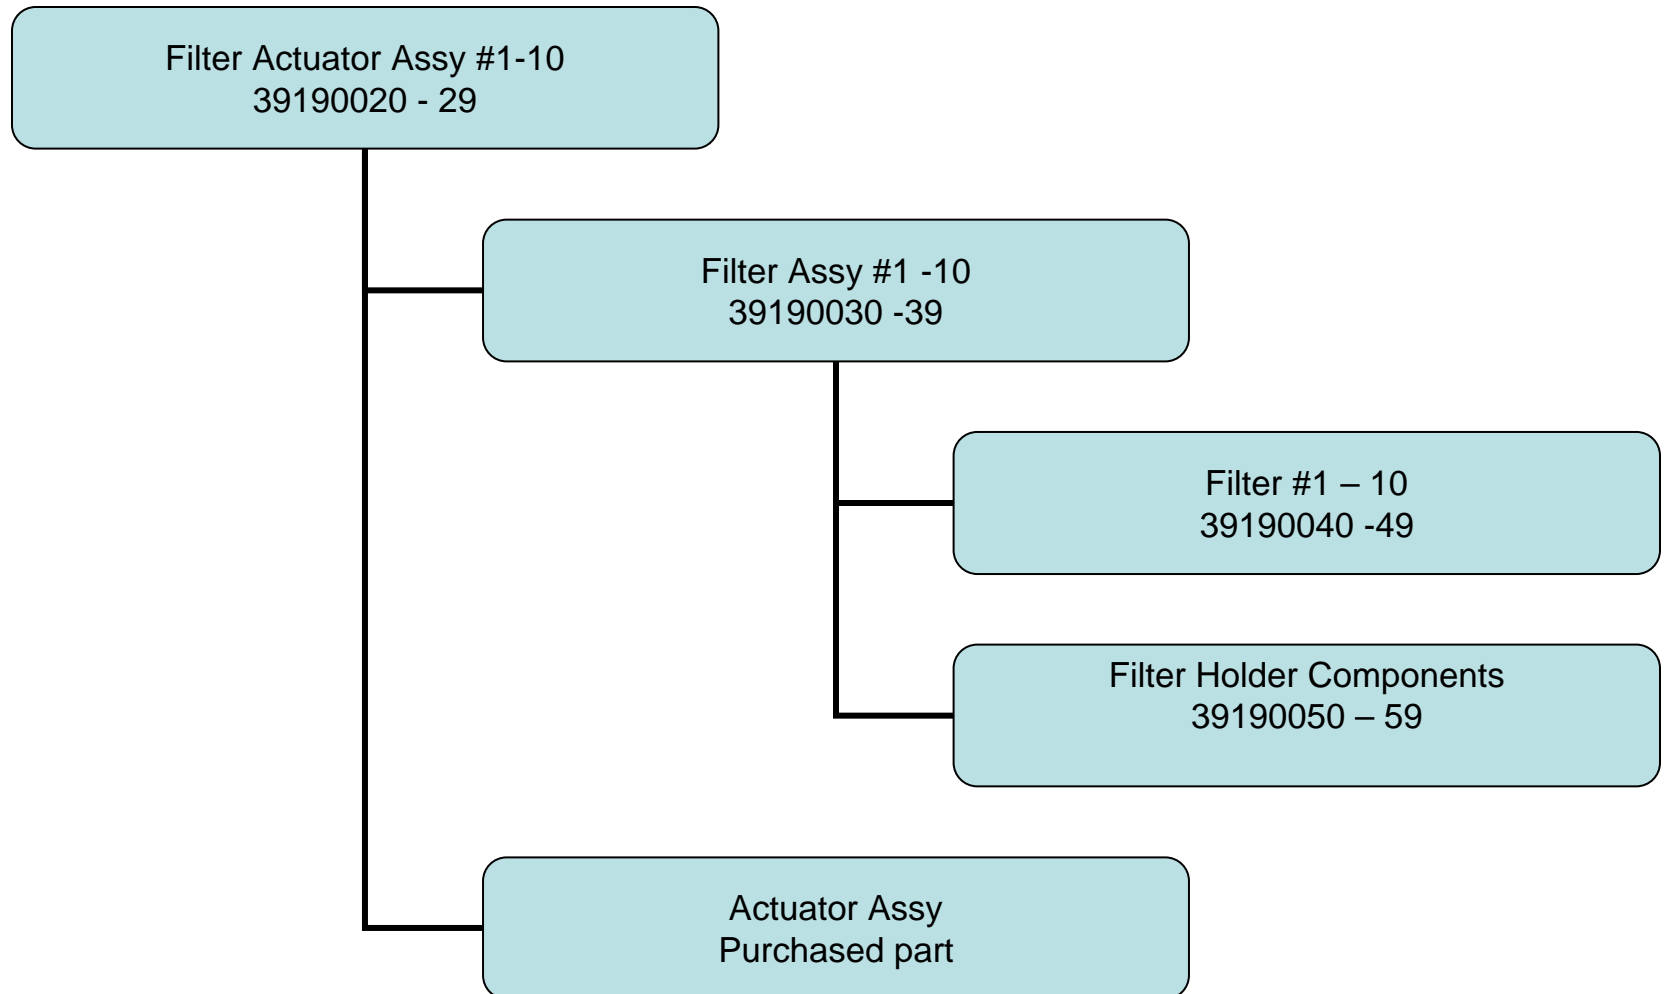 Filter Actuator Assy #1-10
39190020 - 29
Filter Assy #1 -10
39190030 -39
Filter #1 – 10
39190040 -49
Filter Holder Components
39190050 – 59
Actuator Assy
Purchased part